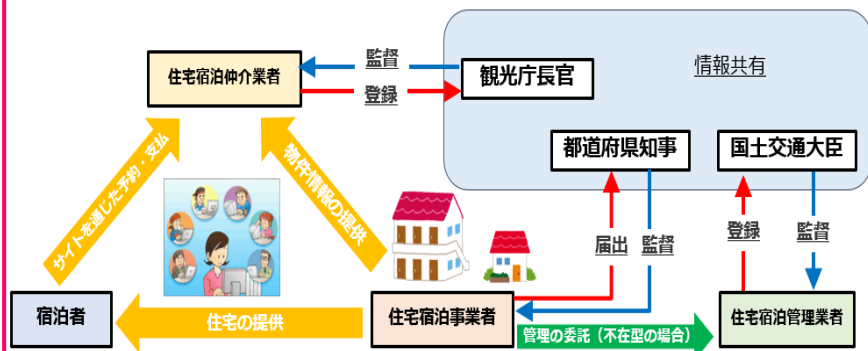 監督
情報共有
住宅宿泊仲介業者
観光庁長官
登録
都道府県知事
国土交通大臣
サイトを通じた予約・支払
物件情報の提供
届出
監督
登録
監督
宿泊者
住宅の提供
住宅宿泊事業者
管理の委託（不在型の場合）
住宅宿泊管理業者